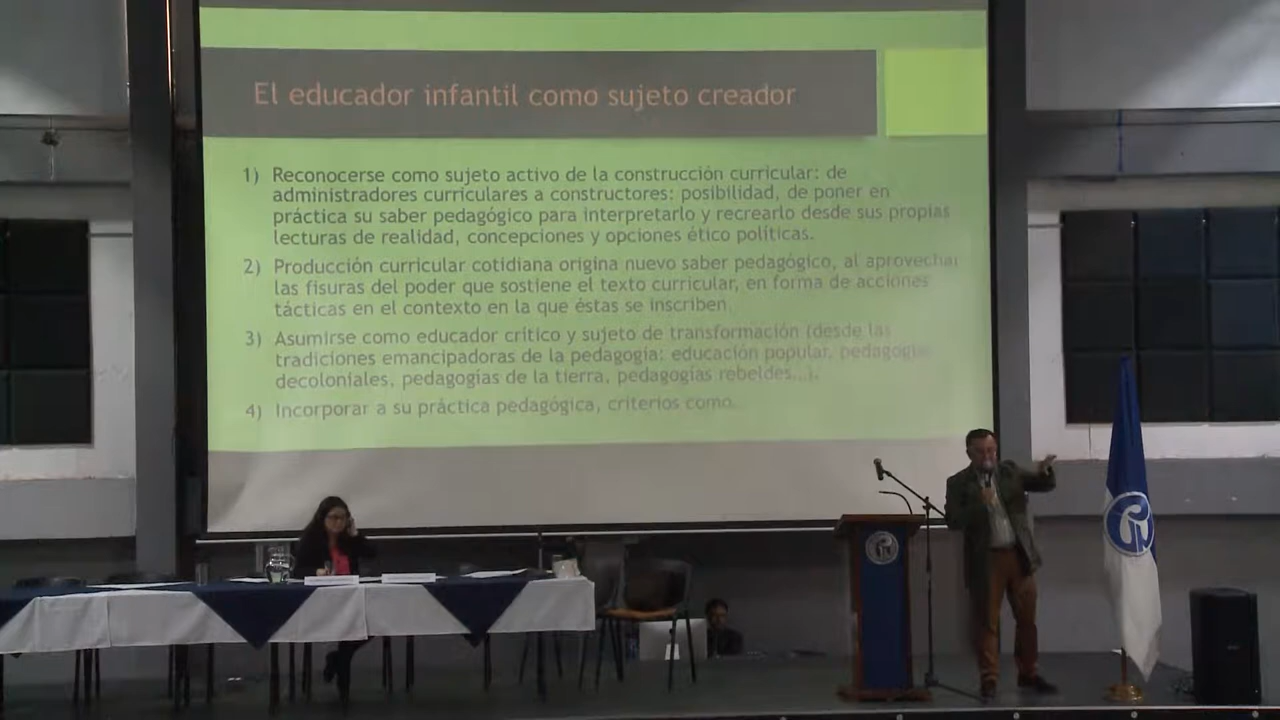 El educador infantil como sujeto creador
1) Reconocerse como sujeto activo de la construcción curricular: de
administradores curriculares a constructores: posibilidad, de poner en
práctica su saber pedagógico para interpretarlo y recrearlo desde sus propias
lecturas de realidad, concepciones y opciones ético políticas.
2) Producción curricular cotidiana origina nuevo saber pedagógico, al aprovechar
las fisuras del poder que sostiene el texto curricular, en forma de acciones
tácticas en el contexto en la que éstas se inscriben.
3) Asumirse como educador crítico y sujeto de transformación (desde las
tradiciones emancipadoras de la pedagogía: educación popular, pedagogías
decoloniales, pedagogías de la tierra, pedagogías rebeldes...).
4) Incorporar a su práctica pedagógica, criterios como.